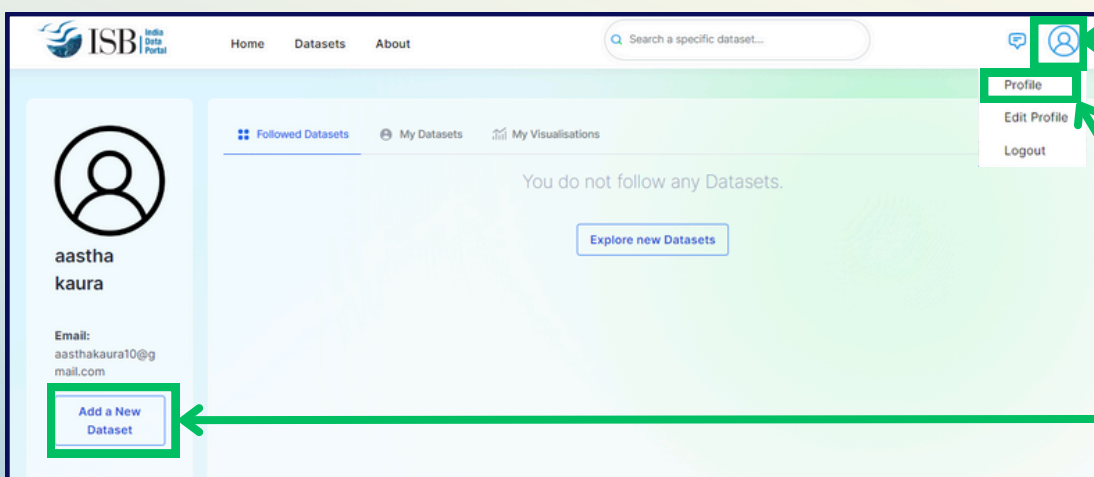 ISB India Data Portal
Home Datasets About
Search a specific dataset...
Profile
Edit Profile
Logout
Followed Datasets My Datasets My Visualisations
You do not follow any Datasets.
Explore new Datasets
aastha
kaura
Email:
aasthakaura10@g
mail.com
Add a New
Dataset